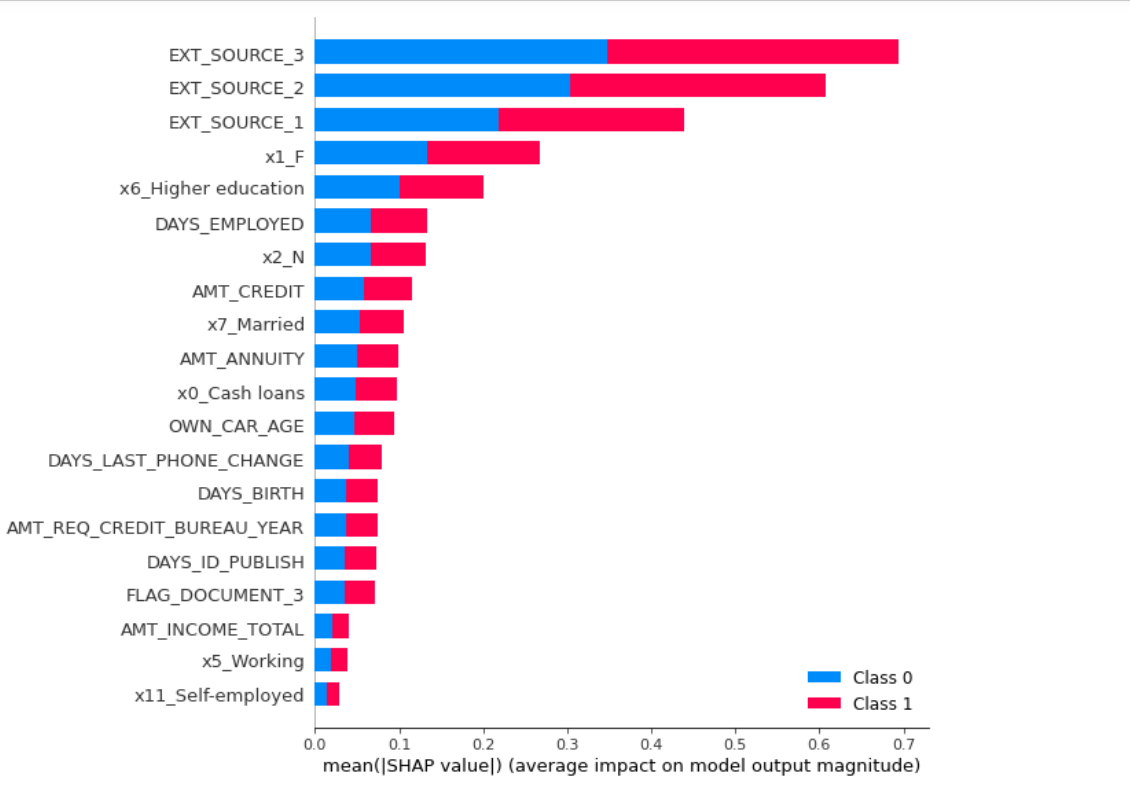 EXT_SOURCE_3
EXT_SOURCE_2
EXT_SOURCE_1
x1_F
x6_Higher education
DAYS_EMPLOYED
x2_N
AMT_CREDIT
x7_Married
AMT_ANNUITY
x0_Cash loans
OWN_CAR_AGE
DAYS_LAST_PHONE_CHANGE
DAYS_BIRTH
AMT_REQ_CREDIT_BUREAU_YEAR
DAYS_ID_PUBLISH
FLAG_DOCUMENT_3
AMT_INCOME_TOTAL
x5_Working
x11_Self-employed
Class 0
Class 1
0.0 0.1 0.2 0.3 0.4 0.5 0.6 0.7
mean(|SHAP value|) (average impact on model output magnitude)